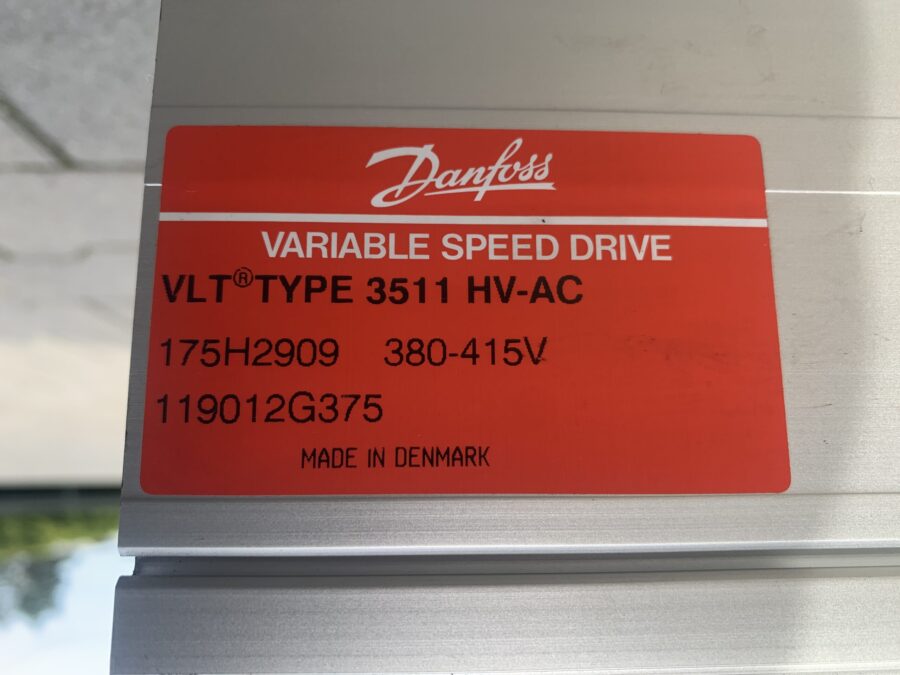 Danfoss
VARIABLE SPEED DRIVE
VLT® TYPE 3511 HV-AC
175H2909 380-415V
119012G375
MADE IN DENMARK